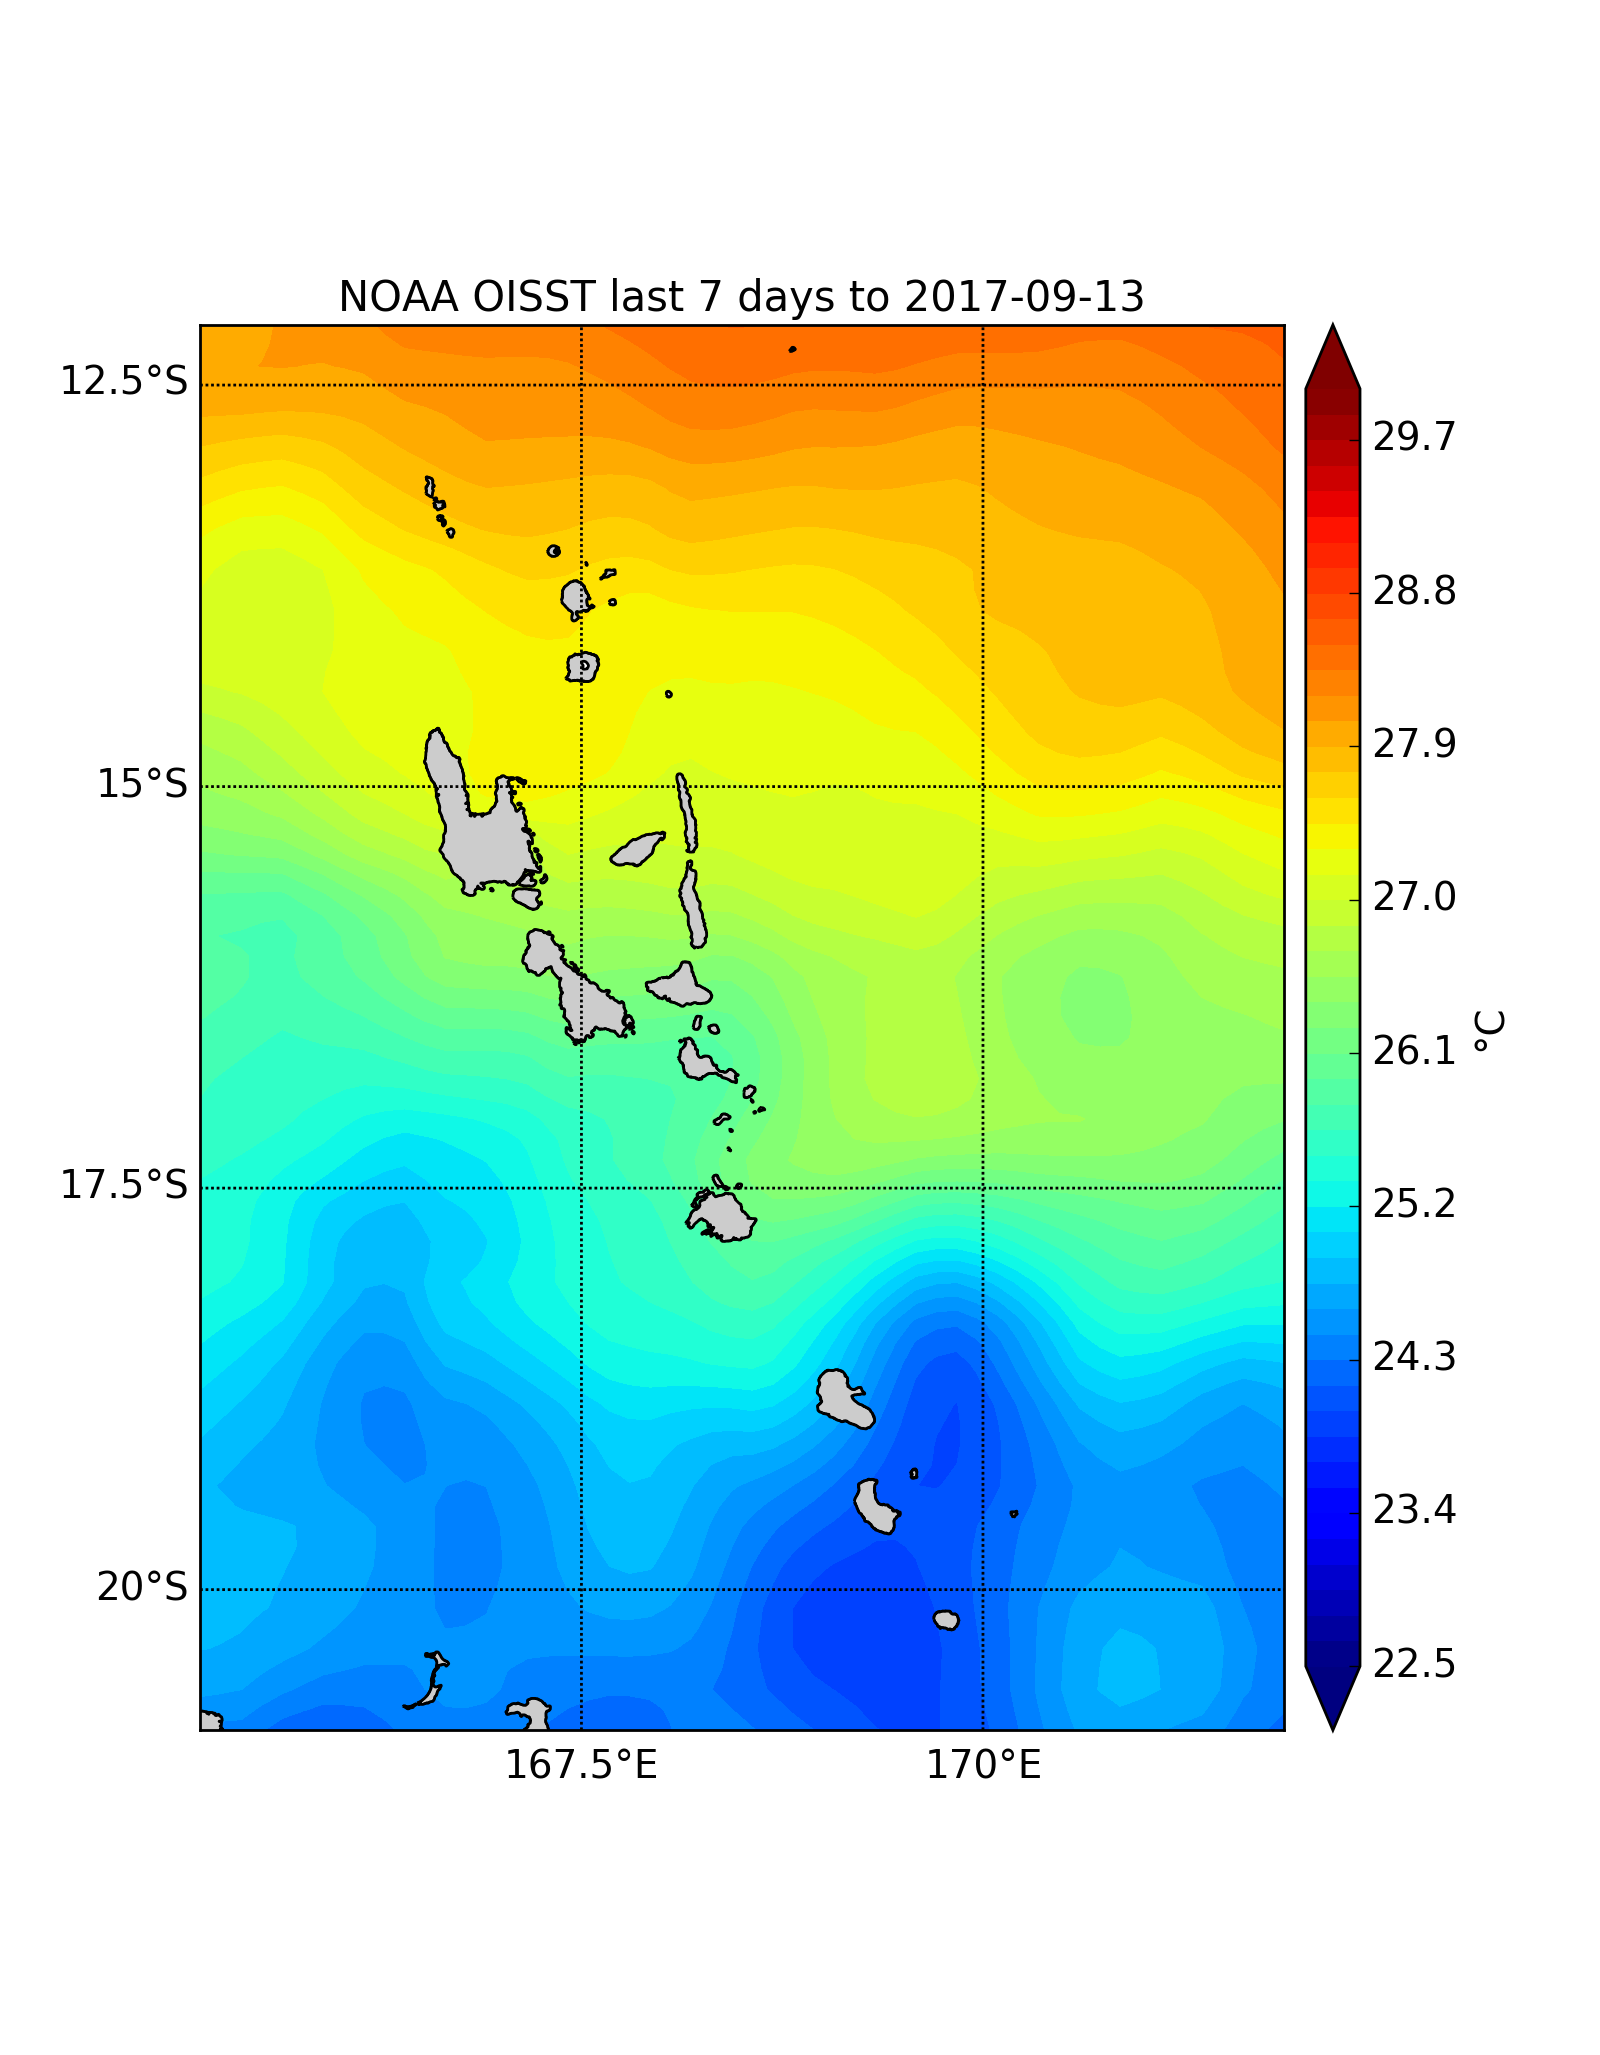 NOAA OISST last 7 days to 2017-09-13
12.5°S
15°S
17.5°S
20°S
167.5°E
170°E
29.7
28.8
27.9
27.0
26.1
25.2
24.3
23.4
22.5
°C